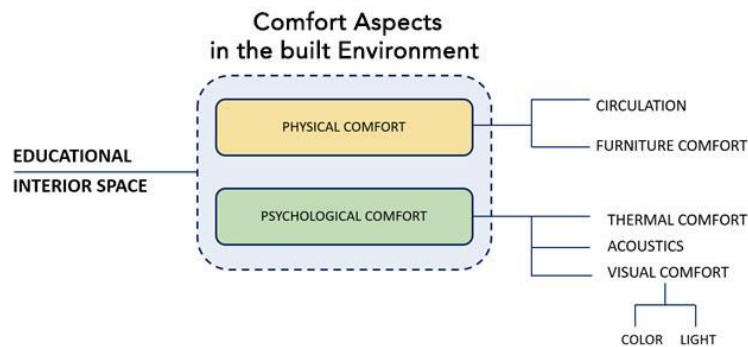 Comfort Aspects
in the built Environment
EDUCATIONAL
INTERIOR SPACE
PHYSICAL COMFORT
CIRCULATION
FURNITURE COMFORT
PSYCHOLOGICAL COMFORT
THERMAL COMFORT
ACOUSTICS
VISUAL COMFORT
COLOR
LIGHT